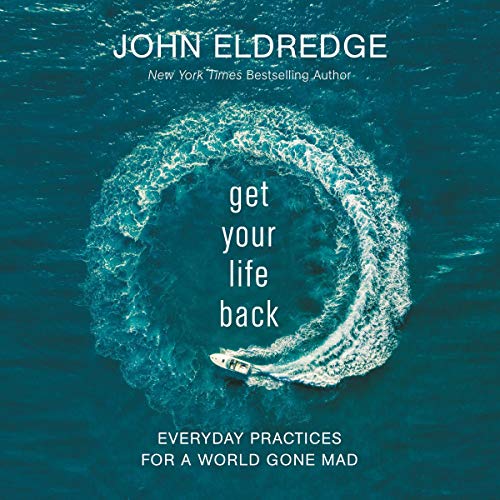 JOHN ELDREDGE
New York Times Bestselling Author
get
your
life
back
EVERYDAY PRACTICES
FOR A WORLD GONE MAD